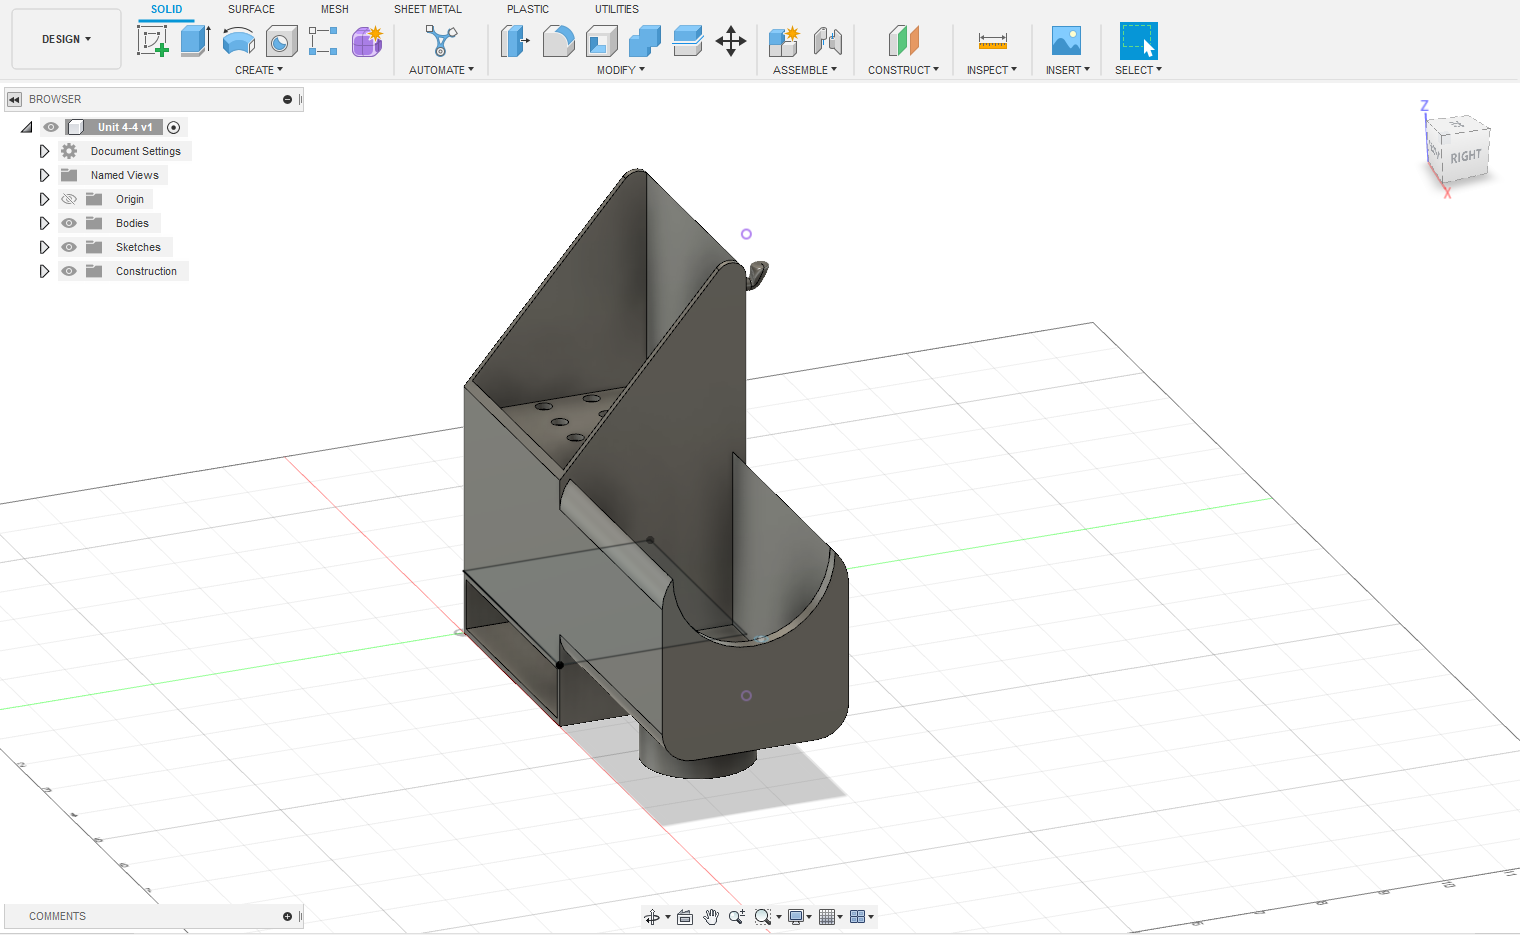 SOLID SURFACE MESH SHEET METAL PLASTIC UTILITIES
DESIGN
CREATE AUTOMATE MODIFY ASSEMBLE CONSTRUCT INSPECT INSERT SELECT
BROWSER
Unit 4-4 v1
Document Settings
Named Views
Origin
Bodies
Sketches
Construction
Z
RIGHT
X
COMMENTS